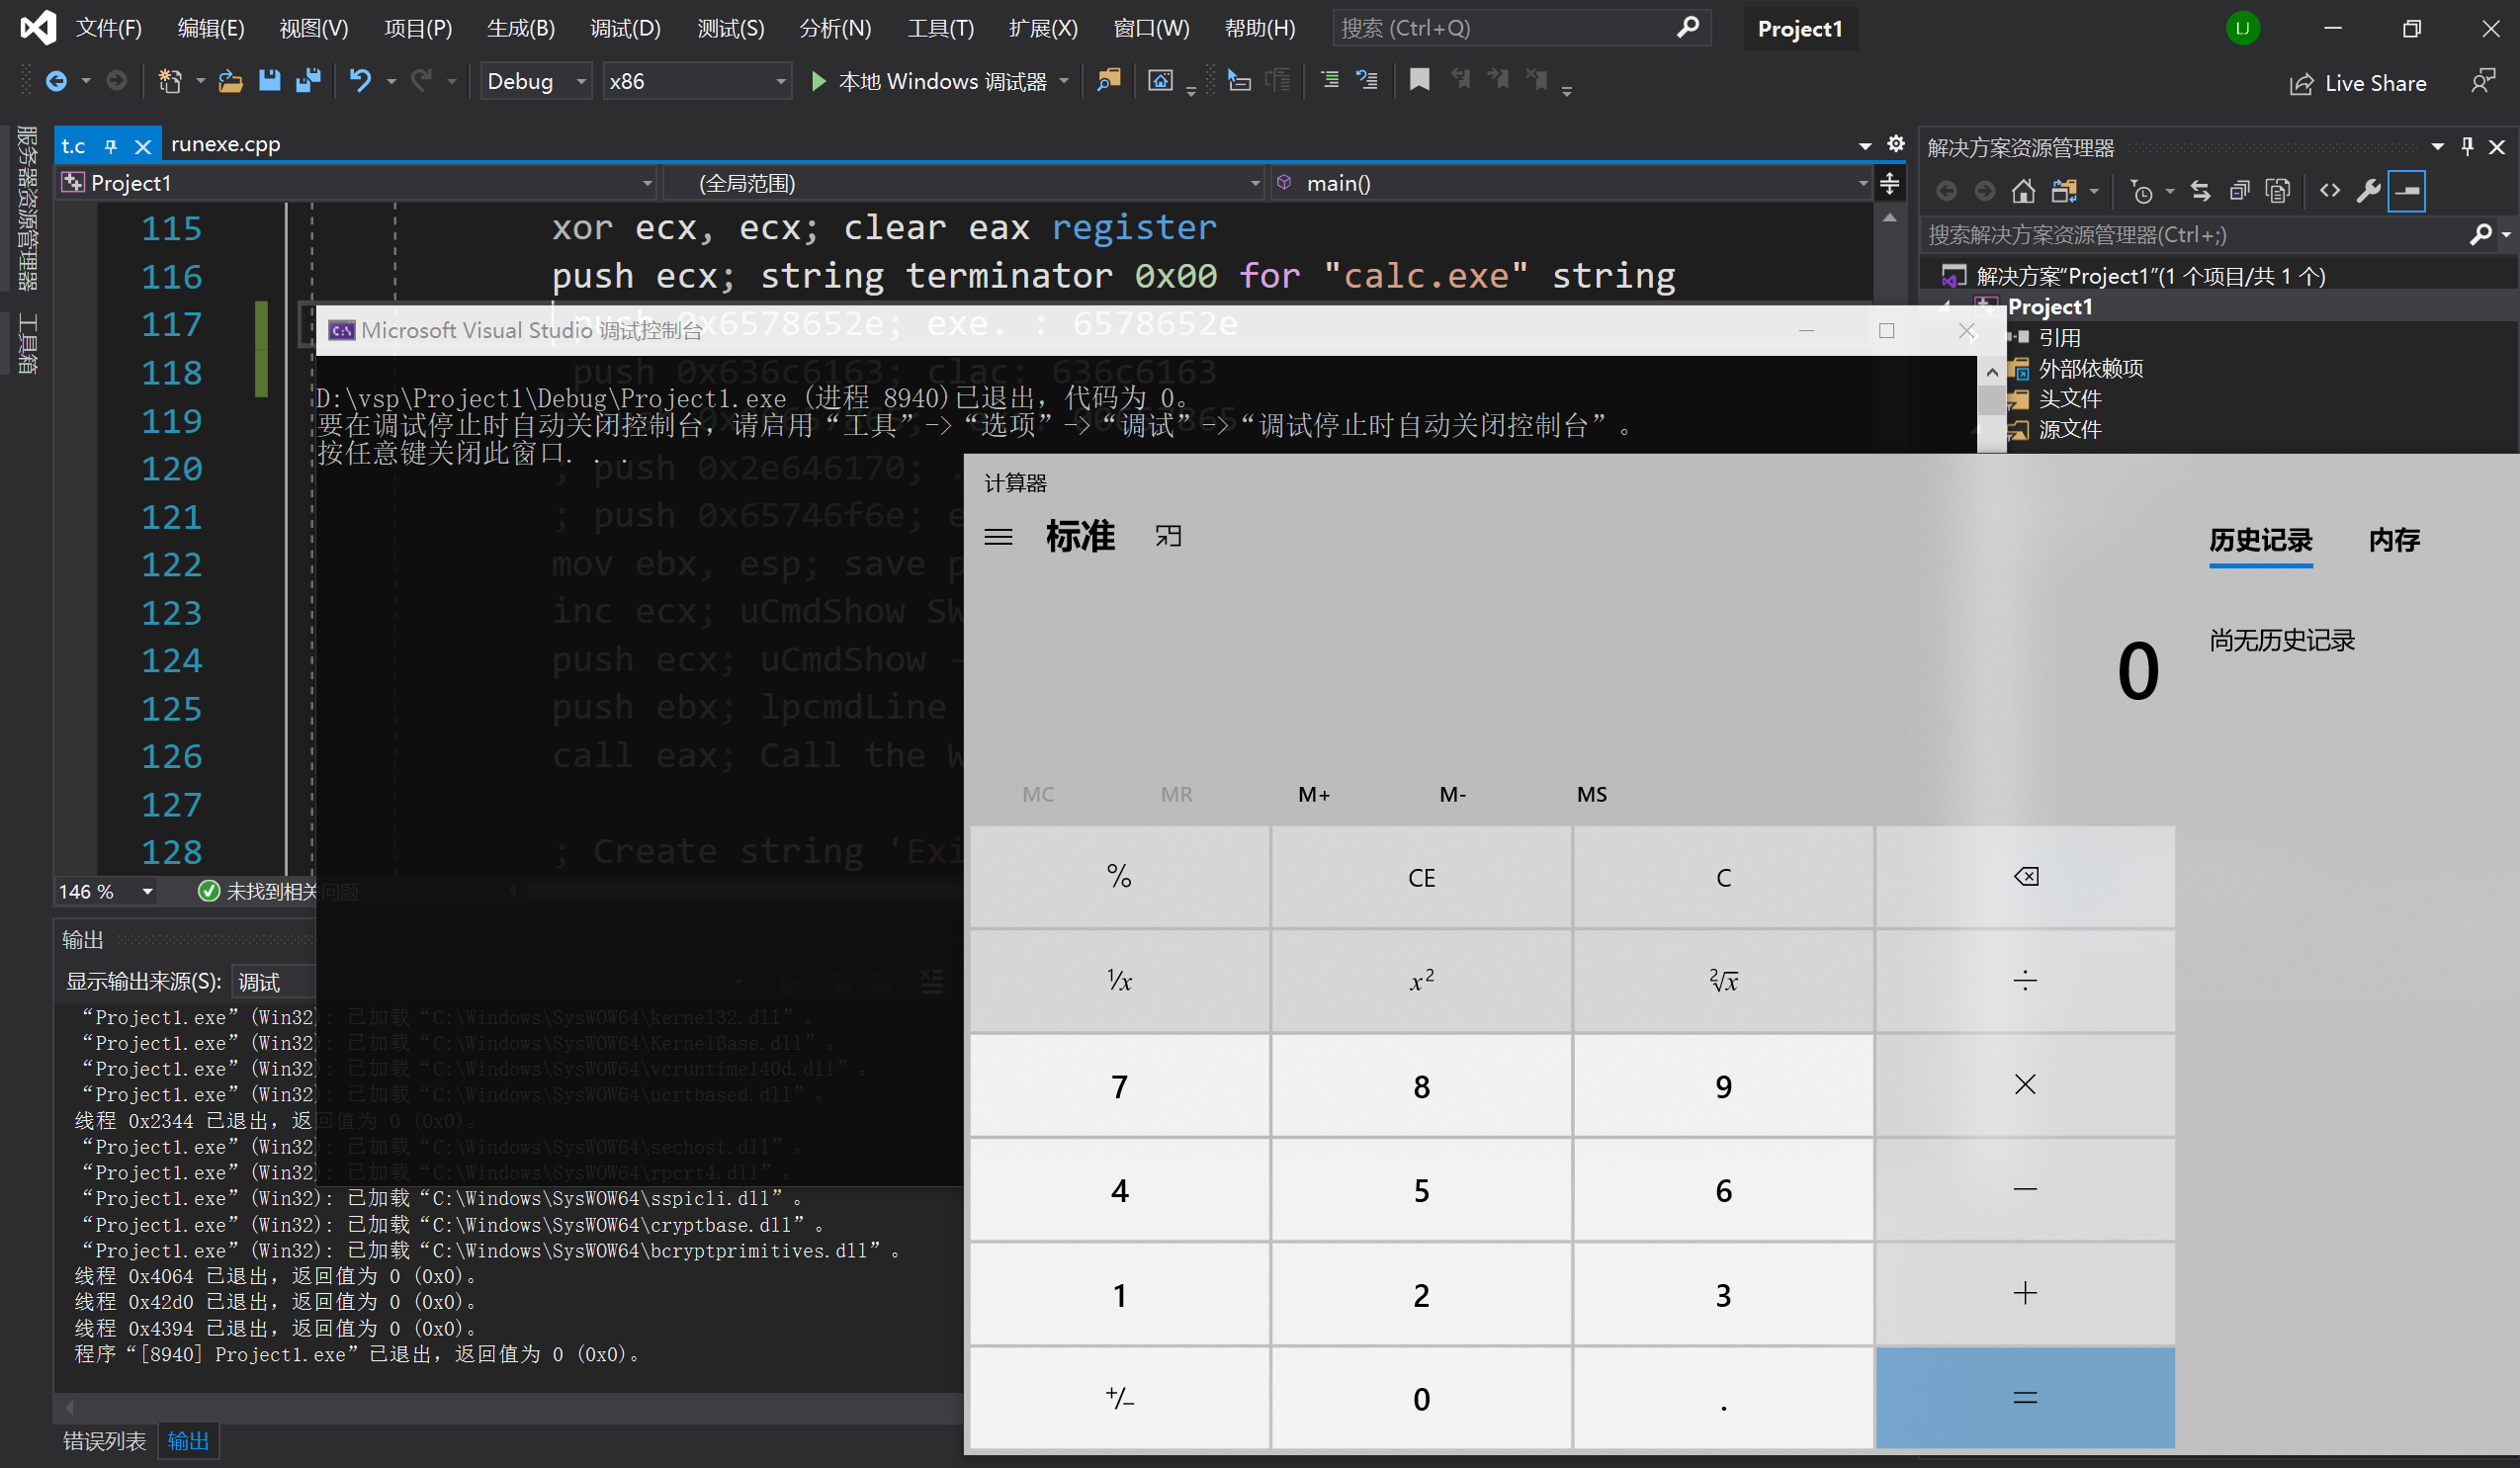 文件(F) 编辑(E) 视图(V) 项目(P) 生成(B) 调试(D) 测试(S) 分析(N) 工具(T) 扩展(X) 窗口(W) 帮助(H) 搜索 (Ctrl+Q) Project1 LJ
Debug x86 本地 Windows 调试器 Live Share
服务器资源管理器
工具箱
t.c runexe.cpp
Project1 (全局范围) main()
115 xor ecx, ecx; clear eax register
116 push ecx; string terminator 0x00 for "calc.exe" string
117 push 0x6578652e; exe. : 6578652e
118 push 0x636c6163; clac: 636c6163
119
120 ; push 0x2e646170; .
121 ; push 0x65746f6e; e
122 mov ebx, esp; save p
123 inc ecx; uCmdShow SW
124 push ecx; uCmdShow -
125 push ebx; lpcmdLine
126 call eax; Call the W
127
128 ; Create string 'Exi
146 % 未找到相关问题
Microsoft Visual Studio 调试控制台
D:\vsp\Project1\Debug\Project1.exe (进程 8940)已退出，代码为 0。
要在调试停止时自动关闭控制台，请启用“工具”->“选项”->“调试”->“调试停止时自动关闭控制台”。
按任意键关闭此窗口. . .
输出
显示输出来源(S): 调试
“Project1.exe”(Win32): 已加载“C:\Windows\SysWOW64\kernel32.dll”。
“Project1.exe”(Win32): 已加载“C:\Windows\SysWOW64\KernelBase.dll”。
“Project1.exe”(Win32): 已加载“C:\Windows\SysWOW64\vcruntime140d.dll”。
“Project1.exe”(Win32): 已加载“C:\Windows\SysWOW64\ucrtbased.dll”。
线程 0x2344 已退出，返回值为 0 (0x0)。
“Project1.exe”(Win32): 已加载“C:\Windows\SysWOW64\sechost.dll”。
“Project1.exe”(Win32): 已加载“C:\Windows\SysWOW64\rpcrt4.dll”。
“Project1.exe”(Win32): 已加载“C:\Windows\SysWOW64\sspicli.dll”。
“Project1.exe”(Win32): 已加载“C:\Windows\SysWOW64\cryptbase.dll”。
“Project1.exe”(Win32): 已加载“C:\Windows\SysWOW64\bcryptprimitives.dll”。
线程 0x4064 已退出，返回值为 0 (0x0)。
线程 0x42d0 已退出，返回值为 0 (0x0)。
线程 0x4394 已退出，返回值为 0 (0x0)。
程序“[8940] Project1.exe”已退出，返回值为 0 (0x0)。
错误列表 输出
解决方案资源管理器
搜索解决方案资源管理器(Ctrl+;)
解决方案“Project1”(1 个项目/共 1 个)
Project1
引用
外部依赖项
头文件
源文件
计算器
标准
历史记录 内存
尚无历史记录
0
MC MR M+ M- MS
% CE C
¹⁄x x² ²√x ÷
7 8 9 ×
4 5 6 −
1 2 3 +
+/− 0 . =